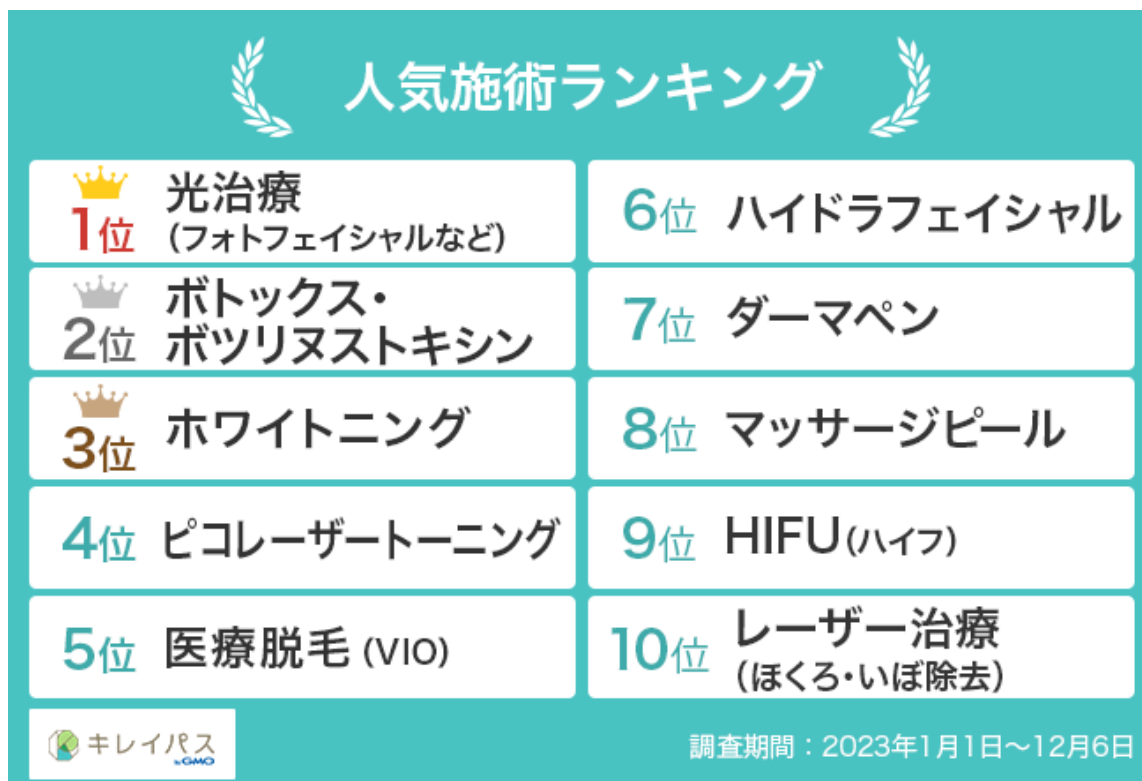 人気施術ランキング
1位
光治療
(フォトフェイシャルなど)
2位
ボトックス・
ボツリヌストキシン
3位
ホワイトニング
4位 ピコレーザートーニング
5位 医療脱毛 (VIO)
6位 ハイドラフェイシャル
7位 ダーマペン
8位 マッサージピール
9位 HIFU (ハイフ)
10位
レーザー治療
(ほくろ・いぼ除去)
キレイパス
by GMO
調査期間：2023年1月1日〜12月6日